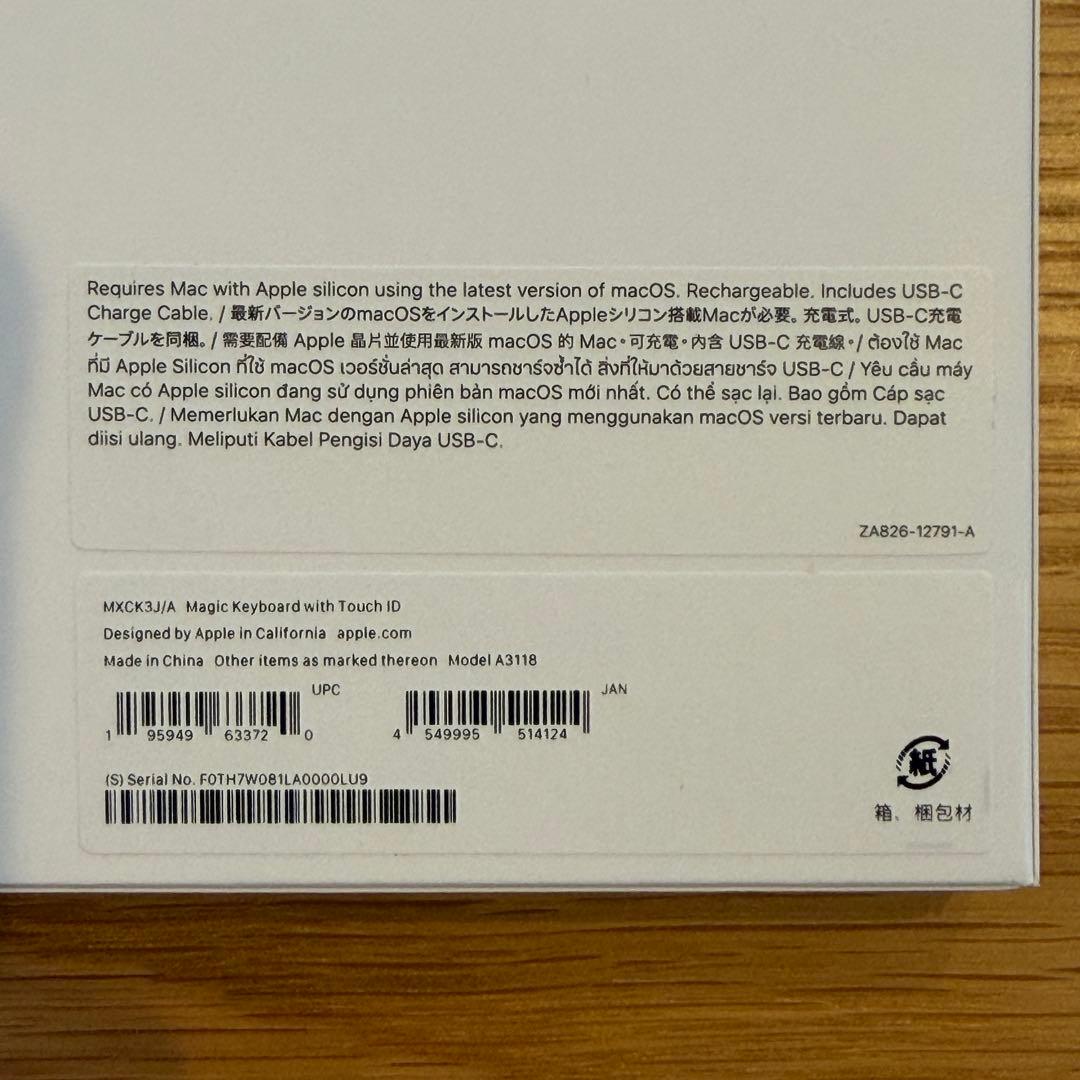 Requires Mac with Apple silicon using the latest version of macOS. Rechargeable. Includes USB-C
Charge Cable. / 最新バージョンのmacOSをインストールしたAppleシリコン搭載Macが必要。充電式。USB-C充電
ケーブルを同梱。/ 需要配備 Apple 晶片並使用最新版 macOS 的 Mac。可充電。內含 USB-C 充電線。/ ต้องใช้ Mac
ที่มี Apple Silicon ที่ใช้ macOS เวอร์ชั่นล่าสุด สามารถชาร์จซ้ำได้ สิ่งที่ให้มาด้วยสายชาร์จ USB-C / Yêu cầu máy
Mac có Apple silicon đang sử dụng phiên bản macOS mới nhất. Có thể sạc lại. Bao gồm Cáp sạc
USB-C. / Memerlukan Mac dengan Apple silicon yang menggunakan macOS versi terbaru. Dapat
diisi ulang. Meliputi Kabel Pengisi Daya USB-C.
ZA826-12791-A
MXCK3J/A Magic Keyboard with Touch ID
Designed by Apple in California apple.com
Made in China Other items as marked thereon Model A3118
UPC JAN
1 95949 63372 0 4 549995 514124
(S) Serial No. F0TH7W081LA0000LU9
紙
箱、梱包材